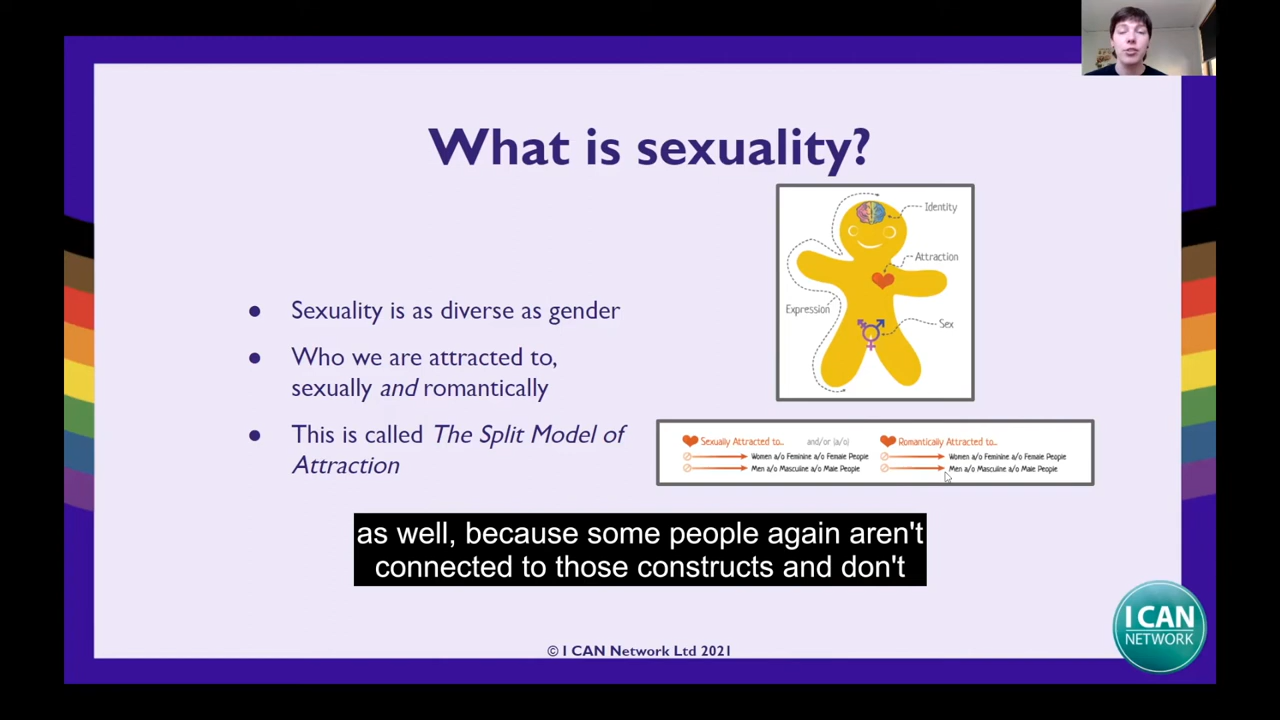 What is sexuality?
Identity
Attraction
Expression
Sex
● Sexuality is as diverse as gender
● Who we are attracted to,
sexually and romantically
● This is called The Split Model of
Attraction
Sexually Attracted to... and/or (a/o) Romantically Attracted to...
Women a/o Feminine a/o Female People Women a/o Feminine a/o Female People
Men a/o Masculine a/o Male People Men a/o Masculine a/o Male People
as well, because some people again aren't
connected to those constructs and don't
I CAN
NETWORK
© I CAN Network Ltd 2021